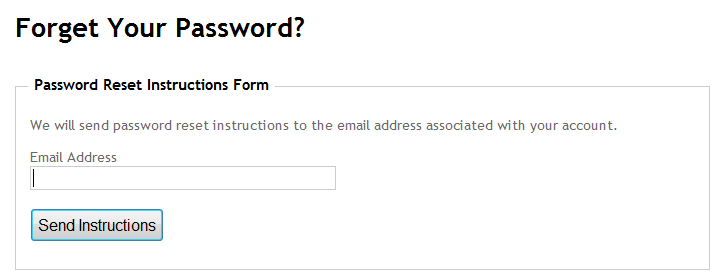 Forget Your Password?
Password Reset Instructions Form
We will send password reset instructions to the email address associated with your account.
Email Address
Send Instructions